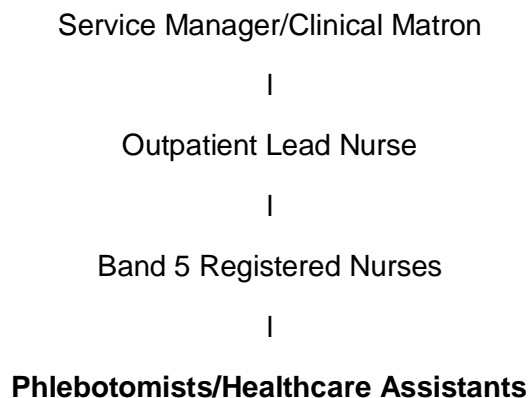 Service Manager/Clinical Matron
I
Outpatient Lead Nurse
I
Band 5 Registered Nurses
I
Phlebotomists/Healthcare Assistants